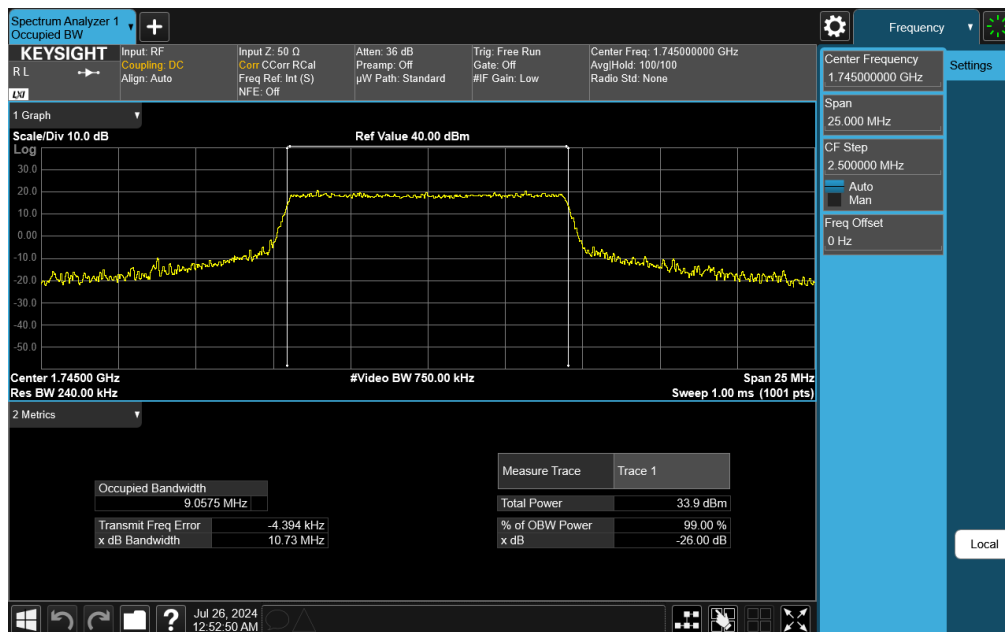 Spectrum Analyzer 1
Occupied BW
+
Frequency
KEYSIGHT
R L
LXI
Input: RF
Coupling: DC
Align: Auto
Input Z: 50 Ω
Corr CCorr RCal
Freq Ref: Int (S)
NFE: Off
Atten: 36 dB
Preamp: Off
µW Path: Standard
Trig: Free Run
Gate: Off
#IF Gain: Low
Center Freq: 1.745000000 GHz
Avg|Hold: 100/100
Radio Std: None
Center Frequency
1.745000000 GHz
Settings
Span
25.000 MHz
CF Step
2.500000 MHz
Auto
Man
Freq Offset
0 Hz
Local
1 Graph
Scale/Div 10.0 dB
Ref Value 40.00 dBm
Log
30.0
20.0
10.0
0.00
-10.0
-20.0
-30.0
-40.0
-50.0
Center 1.74500 GHz
#Video BW 750.00 kHz
Span 25 MHz
Res BW 240.00 kHz
Sweep 1.00 ms (1001 pts)
2 Metrics
Measure Trace Trace 1
Occupied Bandwidth
9.0575 MHz
Total Power 33.9 dBm
Transmit Freq Error -4.394 kHz
% of OBW Power 99.00 %
x dB Bandwidth 10.73 MHz
x dB -26.00 dB
?
Jul 26, 2024
12:52:50 AM